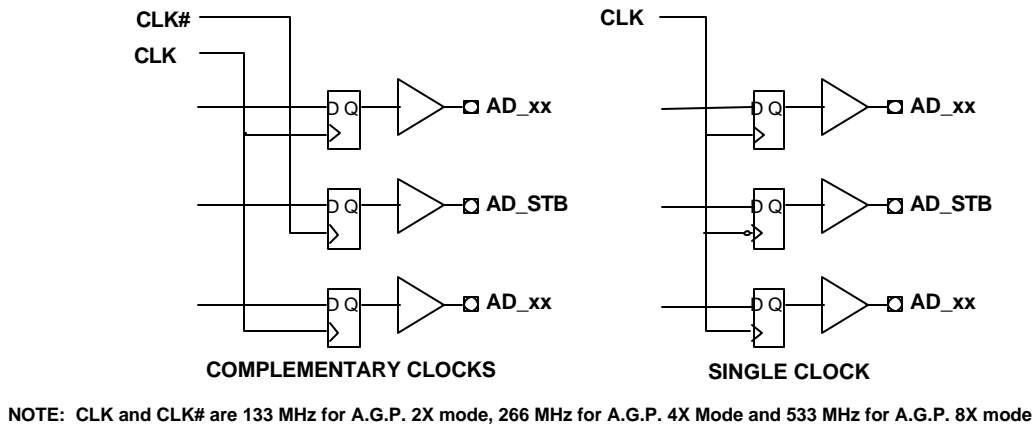 CLK#
CLK
D Q
AD_xx
D Q
AD_STB
D Q
AD_xx
COMPLEMENTARY CLOCKS
CLK
D Q
AD_xx
D Q
AD_STB
D Q
AD_xx
SINGLE CLOCK
NOTE: CLK and CLK# are 133 MHz for A.G.P. 2X mode, 266 MHz for A.G.P. 4X Mode and 533 MHz for A.G.P. 8X mode